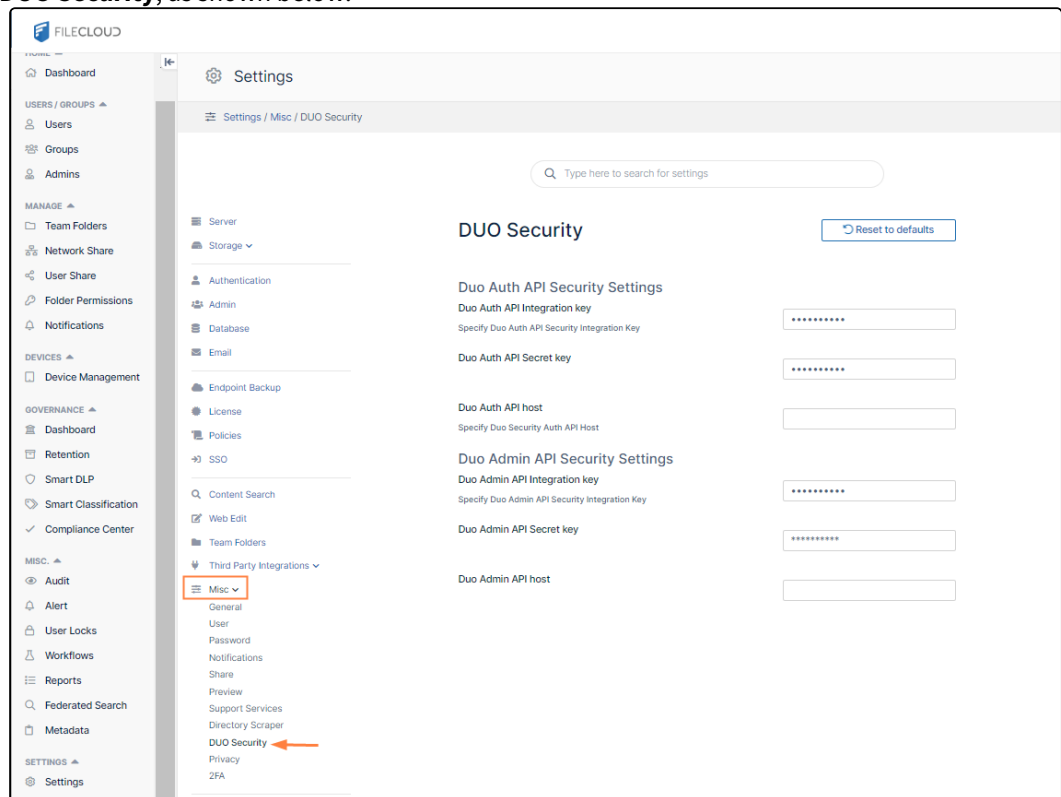 DUO Security, as shown below.
FILECLOUD
HOME
Dashboard
USERS / GROUPS
Users
Groups
Admins
MANAGE
Team Folders
Network Share
User Share
Folder Permissions
Notifications
DEVICES
Device Management
GOVERNANCE
Dashboard
Retention
Smart DLP
Smart Classification
Compliance Center
MISC.
Audit
Alert
User Locks
Workflows
Reports
Federated Search
Metadata
SETTINGS
Settings
Settings
Settings / Misc / DUO Security
Type here to search for settings
Server
Storage
Authentication
Admin
Database
Email
Endpoint Backup
License
Policies
SSO
Content Search
Web Edit
Team Folders
Third Party Integrations
Misc
General
User
Password
Notifications
Share
Preview
Support Services
Directory Scraper
DUO Security
Privacy
2FA
DUO Security
Reset to defaults
Duo Auth API Security Settings
Duo Auth API Integration key
••••••••••
Specify Duo Auth API Security Integration Key
Duo Auth API Secret key
••••••••••
Duo Auth API host
Specify Duo Security Auth API Host
Duo Admin API Security Settings
Duo Admin API Integration key
••••••••••
Specify Duo Admin API Security Integration Key
Duo Admin API Secret key
**********
Duo Admin API host